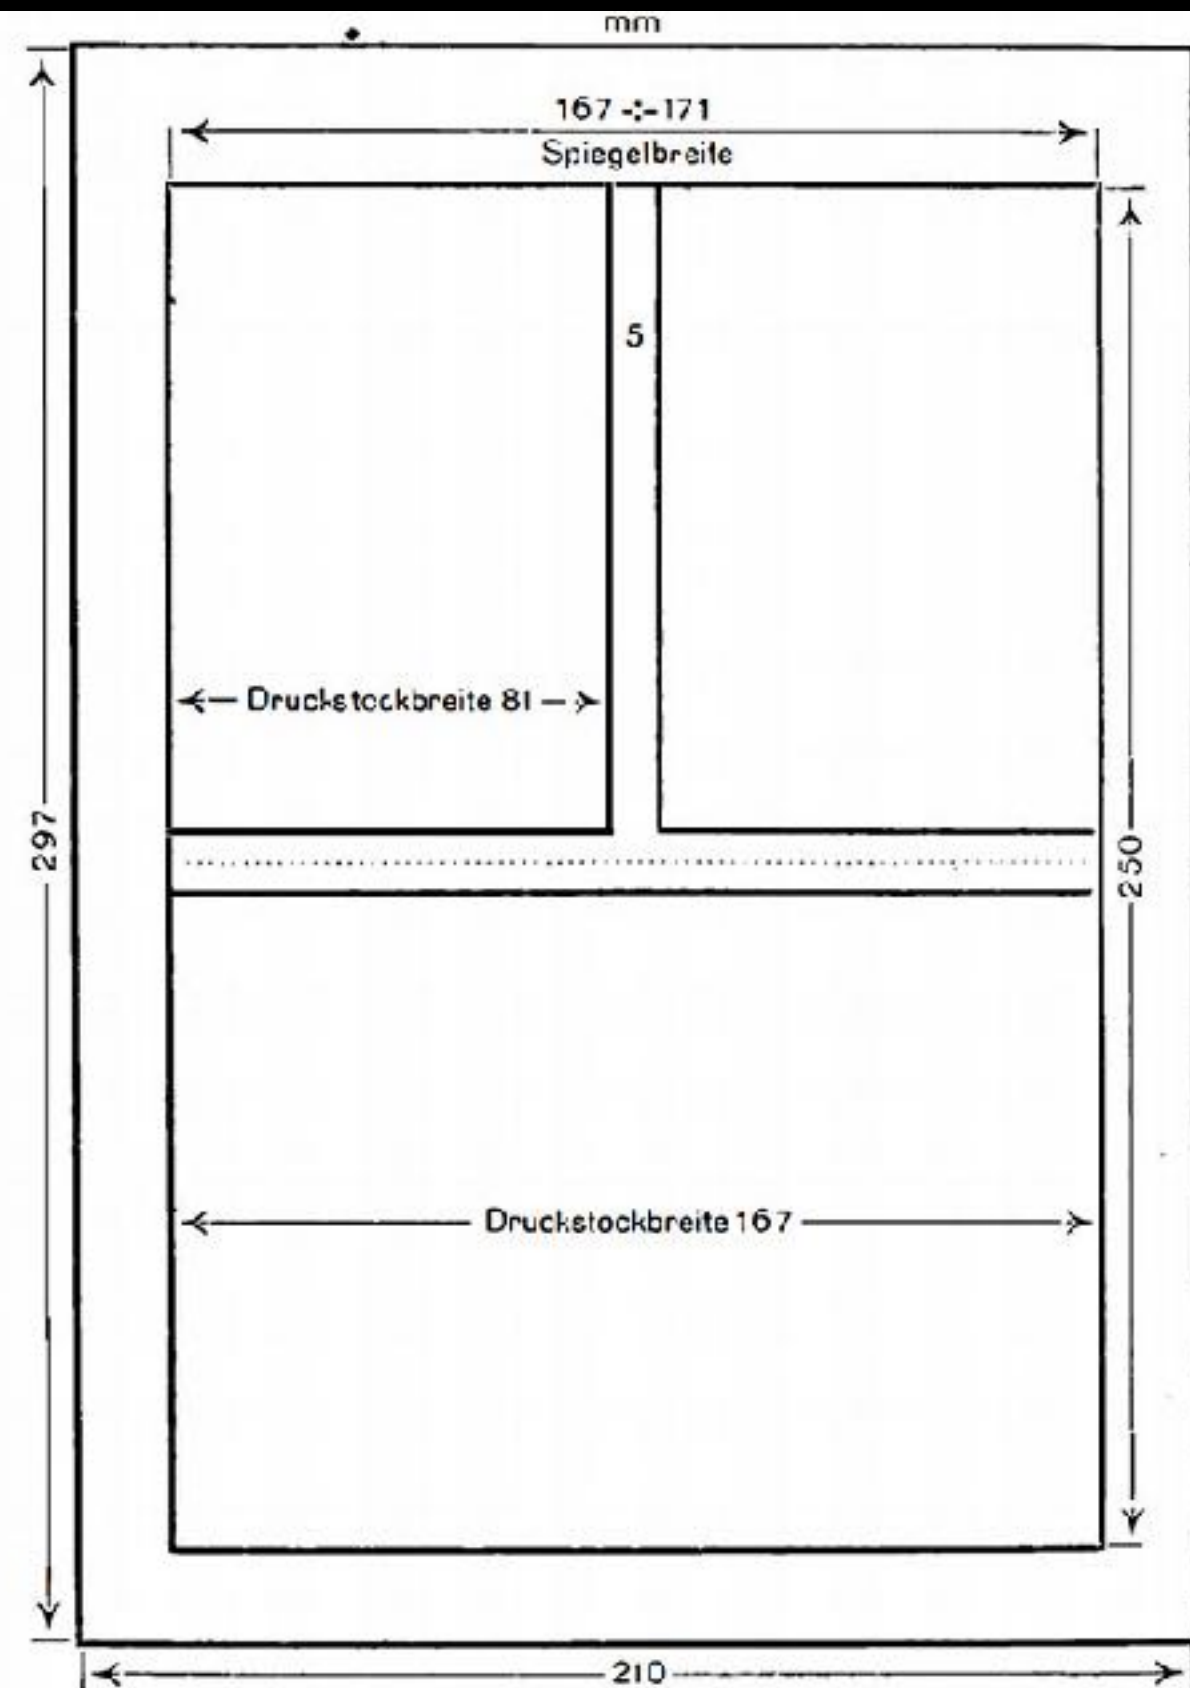 mm
167 -:- 171
Spiegelbreite
5
Druckstockbreite 81
297
250
Druckstockbreite 167
210